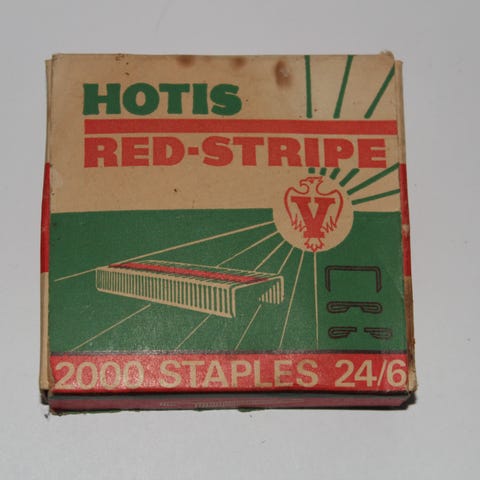 HOTIS
RED-STRIPE
V
2000 STAPLES 24/6